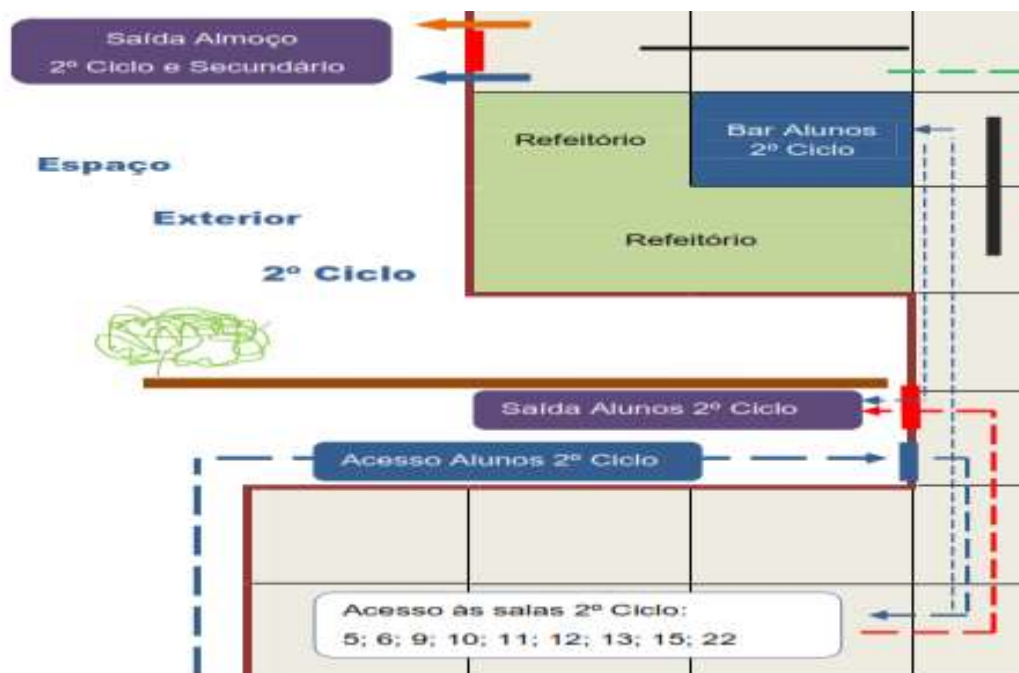 Saída Almoço
2º Ciclo e Secundário
Refeitório
Bar Alunos
2º Ciclo
Espaço
Exterior
2º Ciclo
Refeitório
Saída Alunos 2º Ciclo
Acesso Alunos 2º Ciclo
Acesso às salas 2º Ciclo:
5; 6; 9; 10; 11; 12; 13; 15; 22